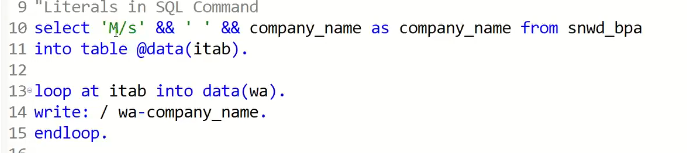 9 "Literals in SQL Command
10 select 'M/s' && ' ' && company_name as company_name from snwd_bpa
11 into table @data(itab).
12
13 loop at itab into data(wa).
14 write: / wa-company_name.
15 endloop.